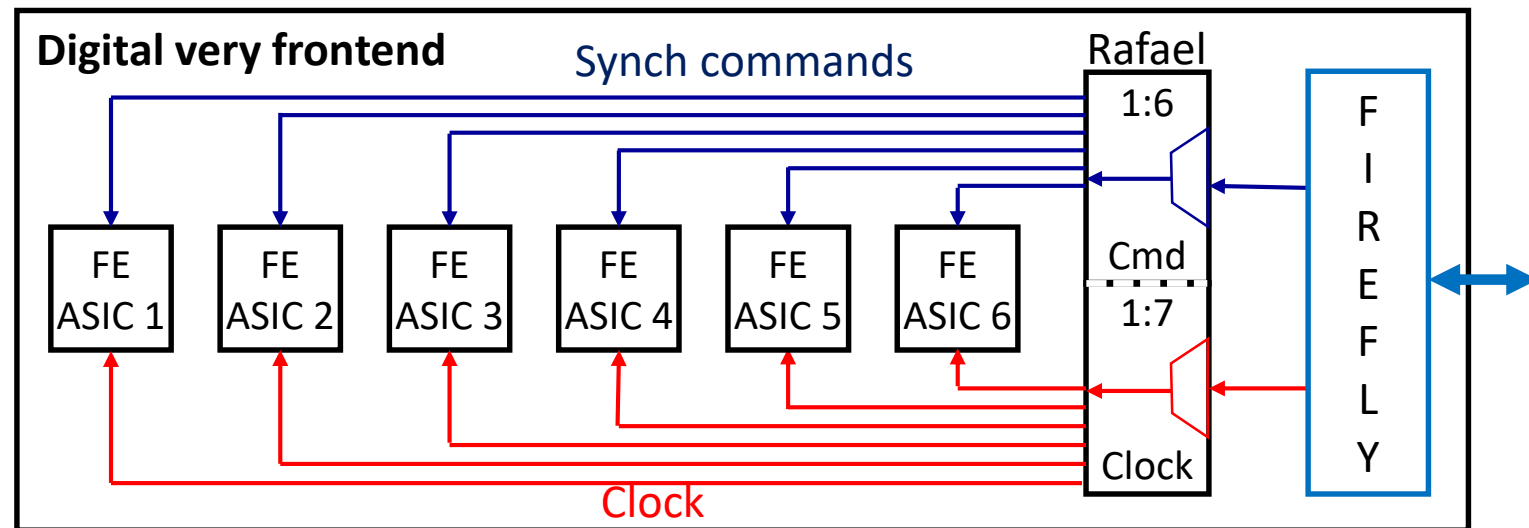 Digital very frontend
Synch commands
Rafael
1:6
Cmd
1:7
Clock
FE
ASIC 1
FE
ASIC 2
FE
ASIC 3
FE
ASIC 4
FE
ASIC 5
FE
ASIC 6
Clock
F
I
R
E
F
L
Y